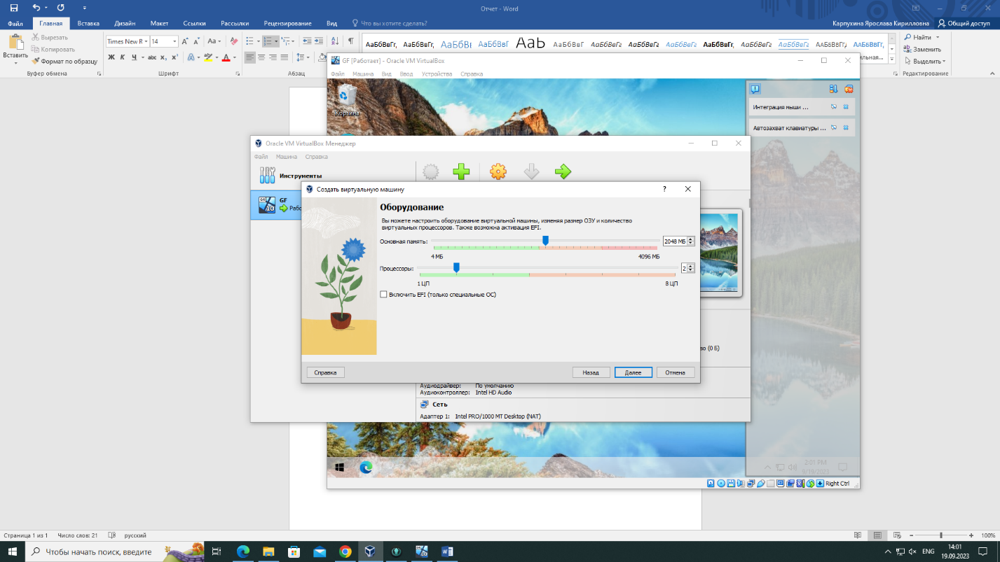 Отчет - Word
Файл Главная Вставка Дизайн Макет Ссылки Рассылки Рецензирование Вид Что вы хотите сделать? Карпухина Ярослава Кирилловна Общий доступ
Вставить
Вырезать
Копировать
Формат по образцу
Буфер обмена
Times New R 14
Ж К Ч abc x₂ x²
Шрифт
Абзац
АаБбВвГг, АаБбВвГг, АаБбВı АаБбВвГ АаБ АаБбВвГ АаБбВвГг АаБбВвГг АаБбВвГг АаБбВвГг, АаБбВвГг АаБбВвГг АаБбВвГг АаБбВвГг,
Найти
Заменить
Выделить
Редактирование
GF [Работает] - Oracle VM VirtualBox
Файл Машина Вид Ввод Устройства Справка
Корзина
Интеграция мыши ...
Автозахват клавиатуры ...
Oracle VM VirtualBox Менеджер
Файл Машина Справка
Инструменты
GF
Создать виртуальную машину
Оборудование
Вы можете настроить оборудование виртуальной машины, изменяя размер ОЗУ и количество
виртуальных процессоров. Также возможна активация EFI.
Основная память: 2048 МБ
4 МБ 4096 МБ
Процессоры: 2
1 ЦП 8 ЦП
Включить EFI (только специальные ОС)
Справка Назад Далее Отмена
so (0 Б)
Аудиодрайвер: По умолчанию
Аудиоконтроллер: Intel HD Audio
Сеть
Адаптер 1: Intel PRO/1000 MT Desktop (NAT)
2:01 PM
9/19/2023
Right Ctrl
Страница 1 из 1 Число слов: 21 русский 100%
Чтобы начать поиск, введите
ENG
14:01
19.09.2023